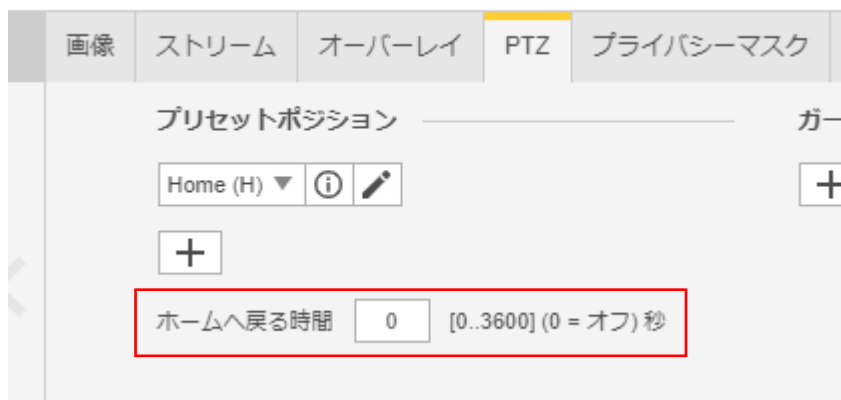 画像 ストリーム オーバーレイ PTZ プライバシーマスク
プリセットポジション ガー
Home (H)
ホームへ戻る時間 0 [0..3600] (0 = オフ) 秒